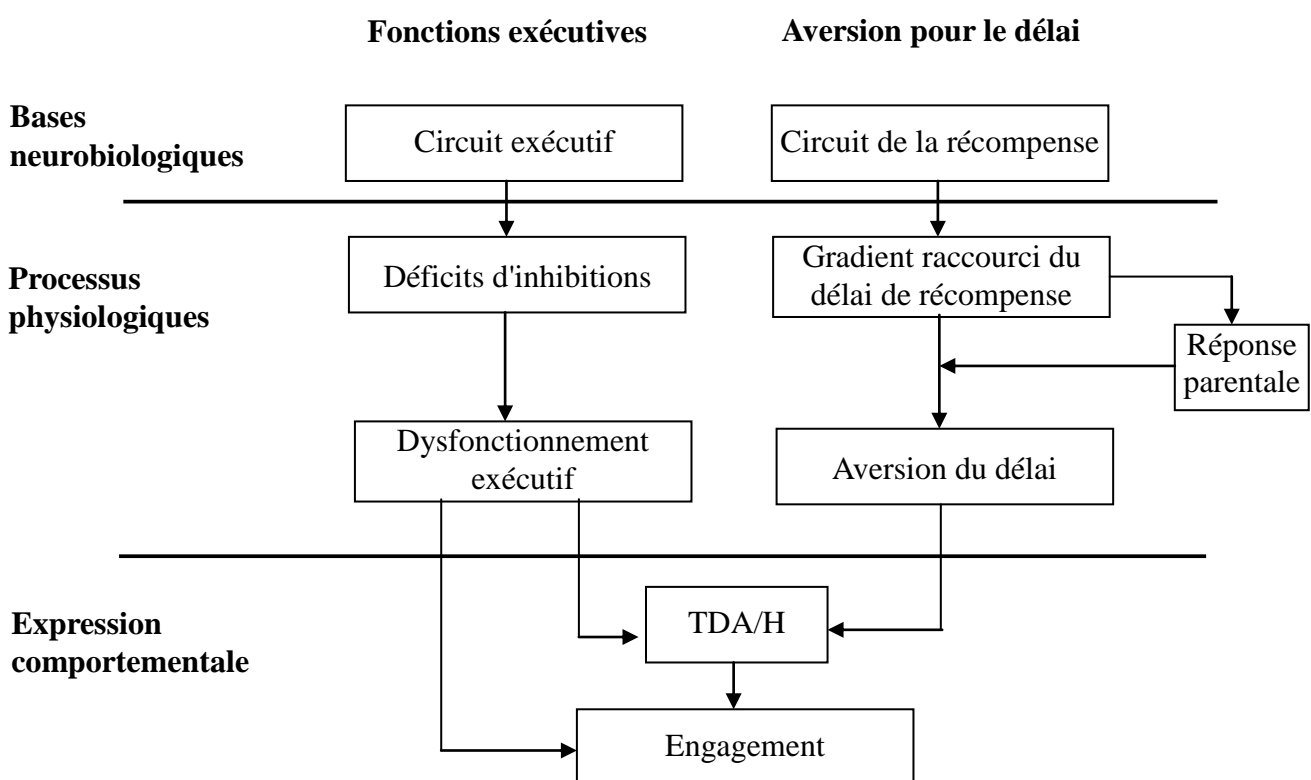 Fonctions exécutives
Aversion pour le délai
Bases
neurobiologiques
Circuit exécutif
Circuit de la récompense
Processus
physiologiques
Déficits d'inhibitions
Gradient raccourci du
délai de récompense
Réponse
parentale
Dysfonctionnement
exécutif
Aversion du délai
Expression
comportementale
TDA/H
Engagement